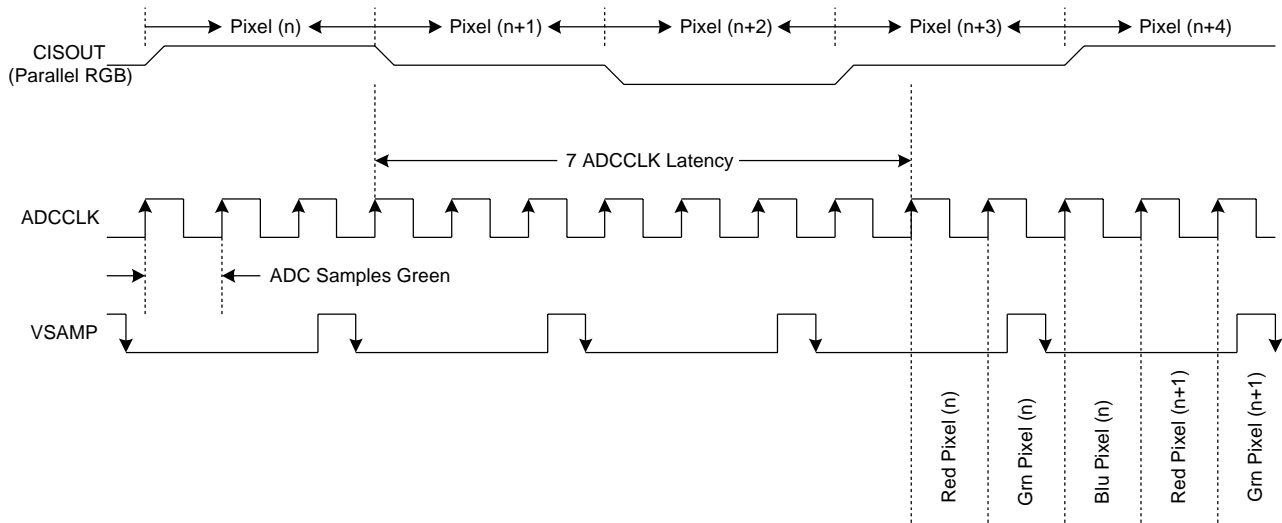 Pixel (n)
Pixel (n+1)
Pixel (n+2)
Pixel (n+3)
Pixel (n+4)
CISOUT
(Parallel RGB)
7 ADCCLK Latency
ADCCLK
ADC Samples Green
VSAMP
Red Pixel (n)
Grn Pixel (n)
Blu Pixel (n)
Red Pixel (n+1)
Grn Pixel (n+1)